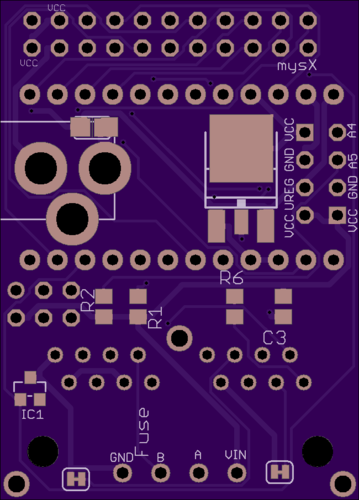 VCC
VCC
mysX
VCC
A4
GND
A5
VREG
GND
VCC
VCC
R6
R2
R1
C3
IC1
Fuse
GND
B
A
VIN
H
H